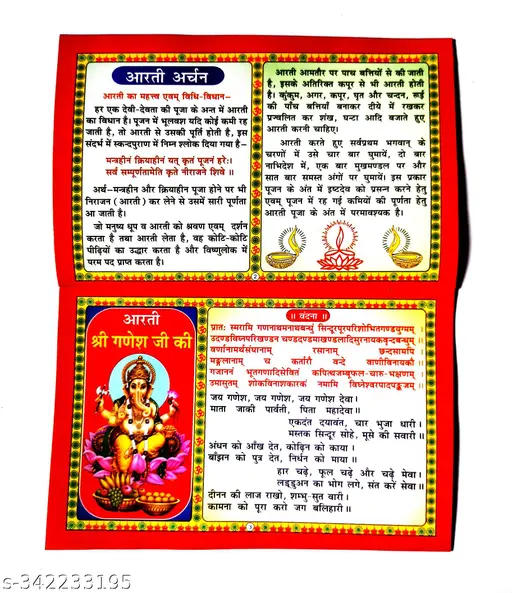 आरती अर्चन
आरती का महत्त्व एवम् विधि-विधान–
हर एक देवी-देवता की पूजा के अन्त में आरती
का विधान है। पूजन में भूलवश यदि कोई कमी रह
जाती है, तो आरती से उसकी पूर्ति होती है, इस
संदर्भ में स्कन्दपुराण में निम्न श्लोक दिया गया है–
मन्त्रहीनं क्रियाहीनं यत् कृतं पूजनं हरेः।
सर्व सम्पूर्णतामेति कृते नीराजने शिवे ॥
अर्थ-मन्त्रहीन और क्रियाहीन पूजा होने पर भी
निराजन (आरती) कर लेने से उसमें सारी पूर्णता
आ जाती है।
जो मनुष्य धूप व आरती को श्रवण एवम् दर्शन
करता है तथा आरती लेता है, वह कोटि-कोटि
पीढ़ियों का उद्धार करता है और विष्णुलोक में
परम पद प्राप्त करता है।
आरती आमतौर पर पाच बत्तियों से की जाती
है, इसके अतिरिक्त कपूर से भी आरती होती
है। कुंकुम, अगर, कपूर, घृत और चन्दन, रूई
की पाँच बत्तियाँ बनाकर दीये में रखकर
प्रज्वलित कर शंख, घन्टा आदि बजाते हुए
आरती करनी चाहिए।
आरती करते हुए सर्वप्रथम भगवान् के
चरणों में उसे चार बार घुमायें, दो बार
नाभिदेश में, एक बार मुखमण्डल पर और
सात बार समस्त अंगों पर घुमायें। इस प्रकार
पूजन के अंत में इष्टदेव को प्रसन्न करने हेतु
एवम् पूजन में रह गई कमियों की पूर्णता हेतु
आरती पूजा के अंत में परमावश्यक है।
2
आरती
श्री गणेश जी की
॥ वंदना ॥
प्रातः स्मरामि गणनाथमनाथबन्धुं सिन्दूरपूरपरिशोभितगण्डयुग्मम् ।
उदण्डविघ्नपरिखण्डन चण्डदण्डमाखण्डलादिसुरनायकवृन्दवन्द्यम् ॥
वर्णानामर्थसंघानाम् रसानाम् छन्दसामपि ।
मङ्गलानाम् च कर्तारौ वन्दे वाणीविनायकौ ॥
गजाननं भूतगणादिसेवितं कपित्थजम्बूफल-चारु-भक्षणम् ।
उमासुतम् शोकविनाशकारकं नमामि विघ्नेश्वरपादपङ्कजम् ॥
जय गणेश, जय गणेश, जय गणेश देवा ।
माता जाकी पार्वती, पिता महादेवा ॥
एकदंत दयावंत, चार भुजा धारी ।
मस्तक सिन्दूर सोहे, मूसे की सवारी ॥
अंधन को आँख देत, कोढ़िन को काया ।
बाँझन को पुत्र देत, निर्धन को माया ॥
हार चढ़े, फूल चढ़े और चढ़े मेवा ।
लड्डुअन का भोग लगे, संत करें सेवा ॥
दीनन की लाज राखो, शम्भु-सुत वारी ।
कामना को पूरा करो जग बलिहारी ॥
3
s-342233195